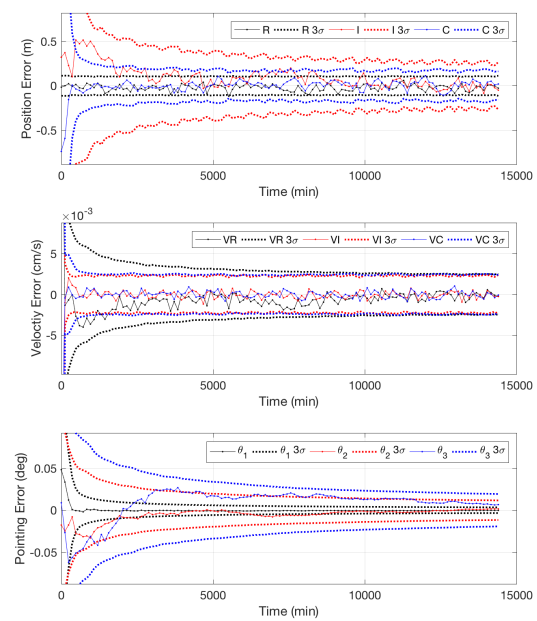 R R 3σ I I 3σ C C 3σ
0.5
0
-0.5
Position Error (m)
0 5000 10000 15000
Time (min)
×10⁻³
VR VR 3σ VI VI 3σ VC VC 3σ
5
0
-5
Veloctiy Error (cm/s)
0 5000 10000 15000
Time (min)
θ₁ θ₁ 3σ θ₂ θ₂ 3σ θ₃ θ₃ 3σ
0.05
0
-0.05
Pointing Error (deg)
0 5000 10000 15000
Time (min)